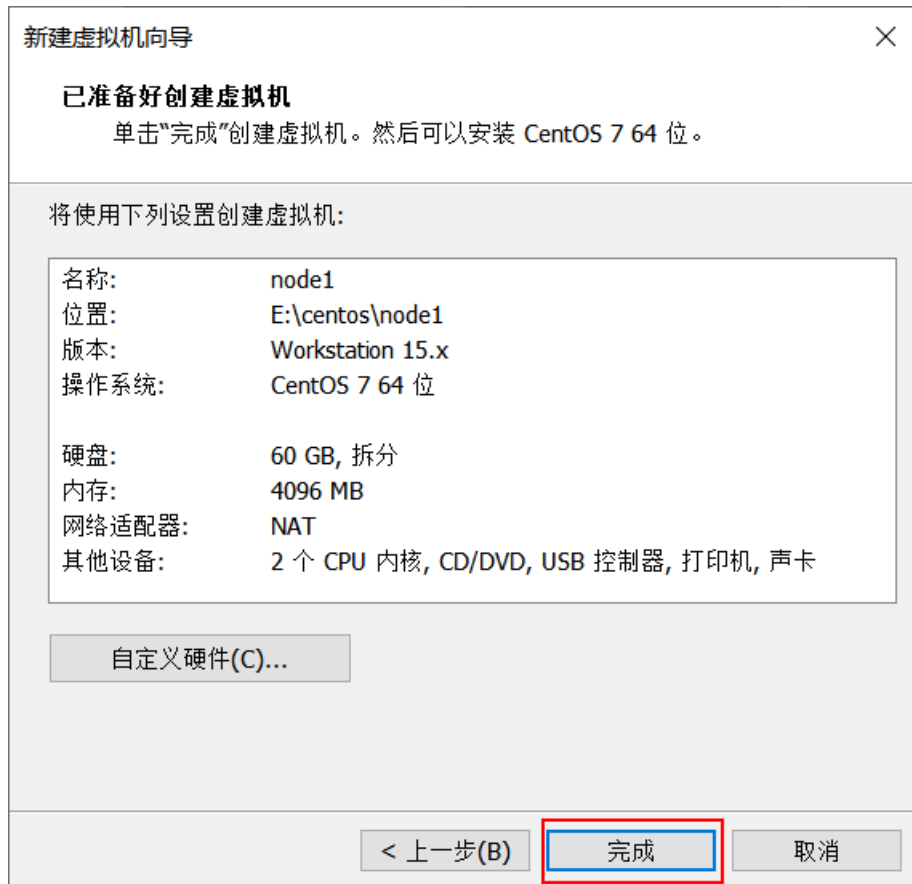 新建虚拟机向导
已准备好创建虚拟机
单击“完成”创建虚拟机。然后可以安装 CentOS 7 64 位。
将使用下列设置创建虚拟机:
名称: node1
位置: E:\centos\node1
版本: Workstation 15.x
操作系统: CentOS 7 64 位
硬盘: 60 GB, 拆分
内存: 4096 MB
网络适配器: NAT
其他设备: 2 个 CPU 内核, CD/DVD, USB 控制器, 打印机, 声卡
自定义硬件(C)...
< 上一步(B) 完成 取消